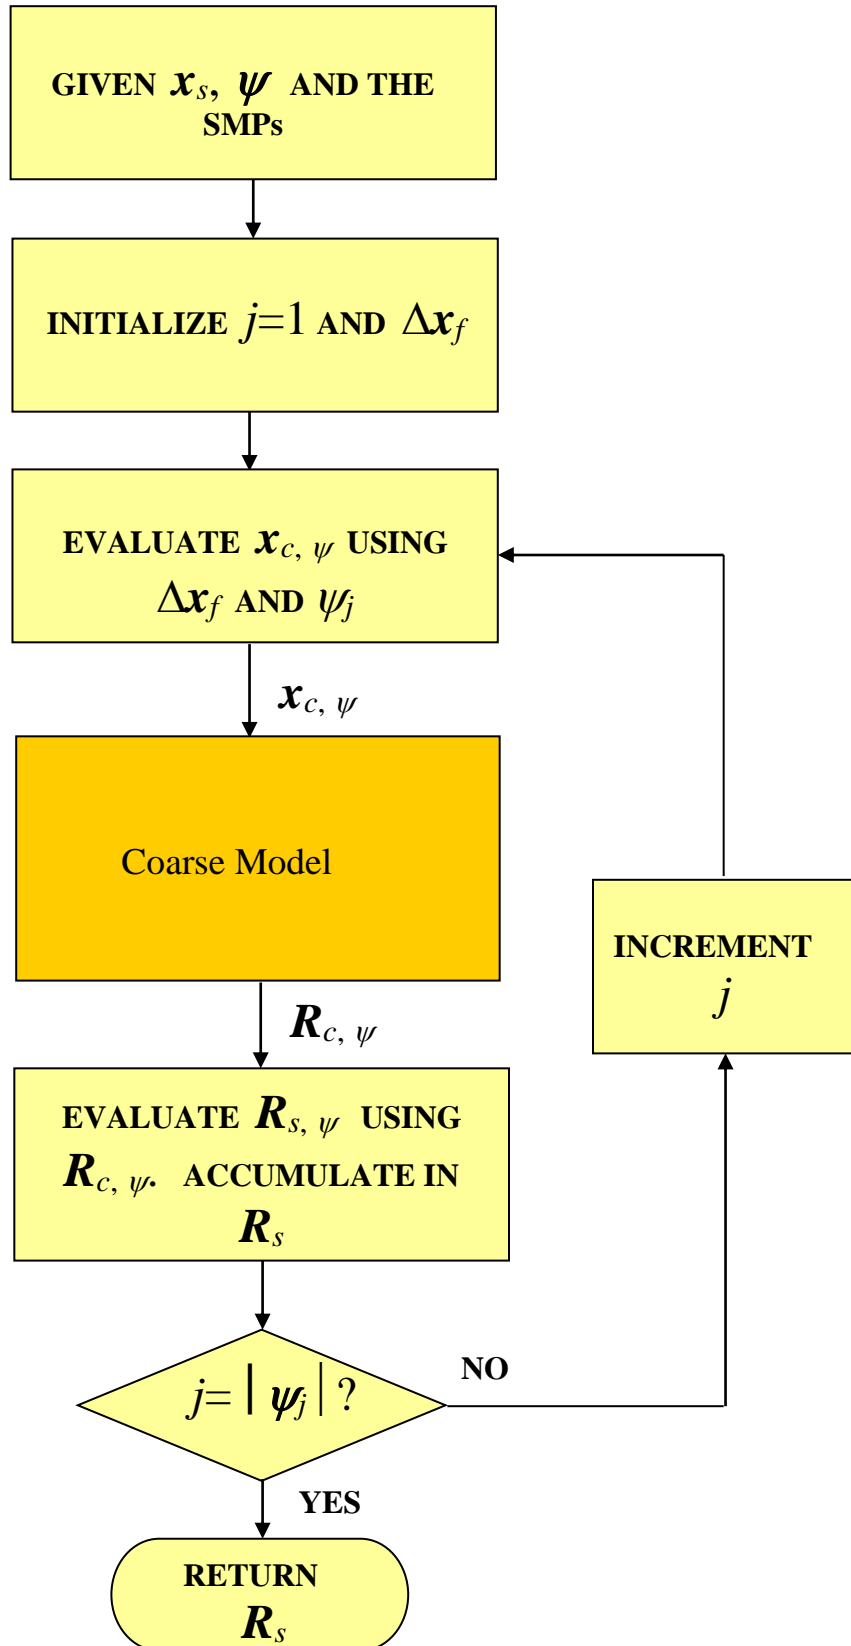 GIVEN xs, ψ AND THE
SMPs
INITIALIZE j=1 AND Δxf
EVALUATE xc, ψ USING
Δxf AND ψj
xc, ψ
Coarse Model
Rc, ψ
EVALUATE Rs, ψ USING
Rc, ψ. ACCUMULATE IN
Rs
j= | ψj | ?
NO
INCREMENT
j
YES
RETURN
Rs